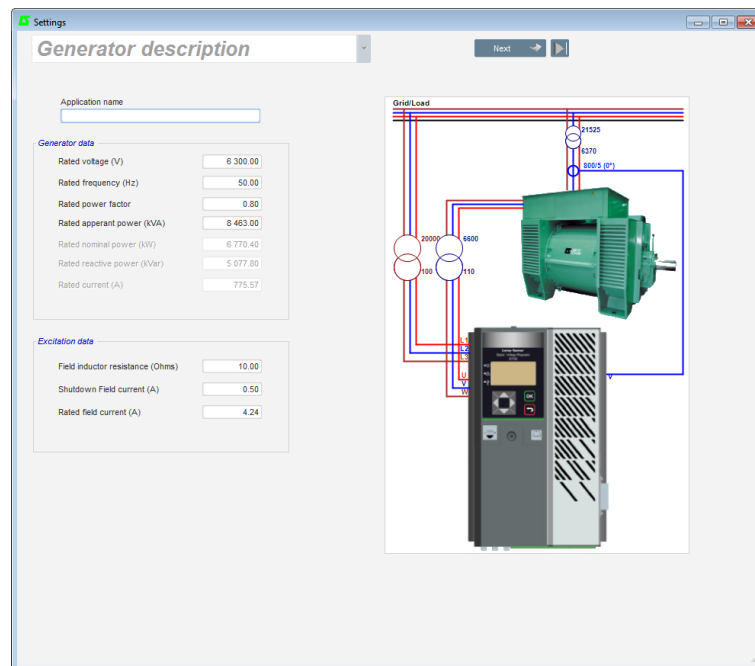 Settings
Generator description
Next
Application name
Generator data
Rated voltage (V) 6 300.00
Rated frequency (Hz) 50.00
Rated power factor 0.80
Rated apperant power (kVA) 8 463.00
Rated nominal power (kW) 6 770.40
Rated reactive power (kVar) 5 077.80
Rated current (A) 775.57
Excitation data
Field inductor resistance (Ohms) 10.00
Shutdown Field current (A) 0.50
Rated field current (A) 4.24
Grid/Load
21525
6370
800/5 (0°)
20000
100
6600
110
L1
L2
L3
U
V
W
V
OK